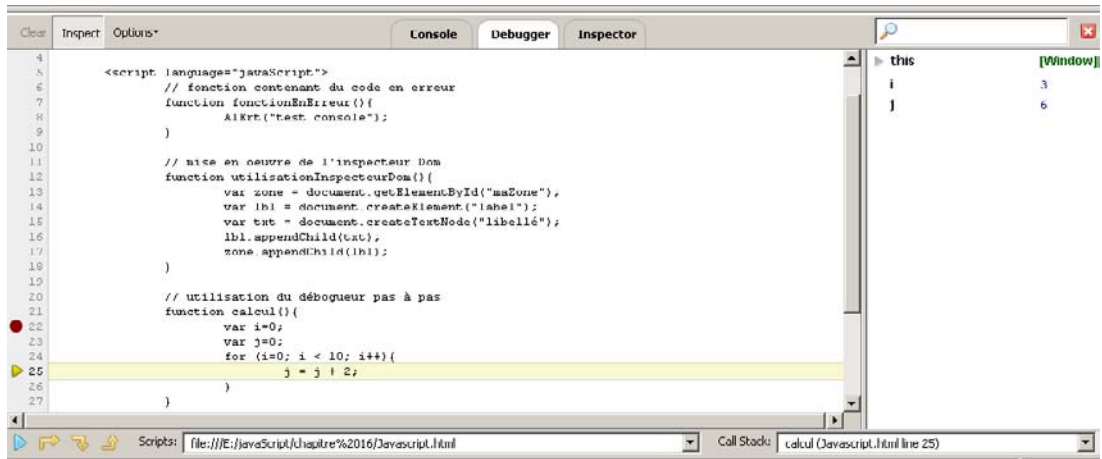 Clear Inspect Options Console Debugger Inspector
4
5 <script language="javaScript">
6 // fonction contenant du code en erreur
7 function fonctionEnErreur(){
8 AlErt("test console");
9 }
10
11 // mise en oeuvre de l'inspecteur Dom
12 function utilisationInspecteurDom(){
13 var zone = document.getElementById("maZone");
14 var lbl = document.createElement("label");
15 var txt = document.createTextNode("libellé");
16 lbl.appendChild(txt);
17 zone.appendChild(lbl);
18 }
19
20 // utilisation du débogueur pas à pas
21 function calcul(){
22 var i=0;
23 var j=0;
24 for (i=0; i < 10; i++){
25 j = j + 2;
26 }
27 }
this [Window]
i 3
j 6
Scripts: file:///E:/javaScript/chapitre%2016/Javascript.html Call Stack: calcul (Javascript.html line 25)